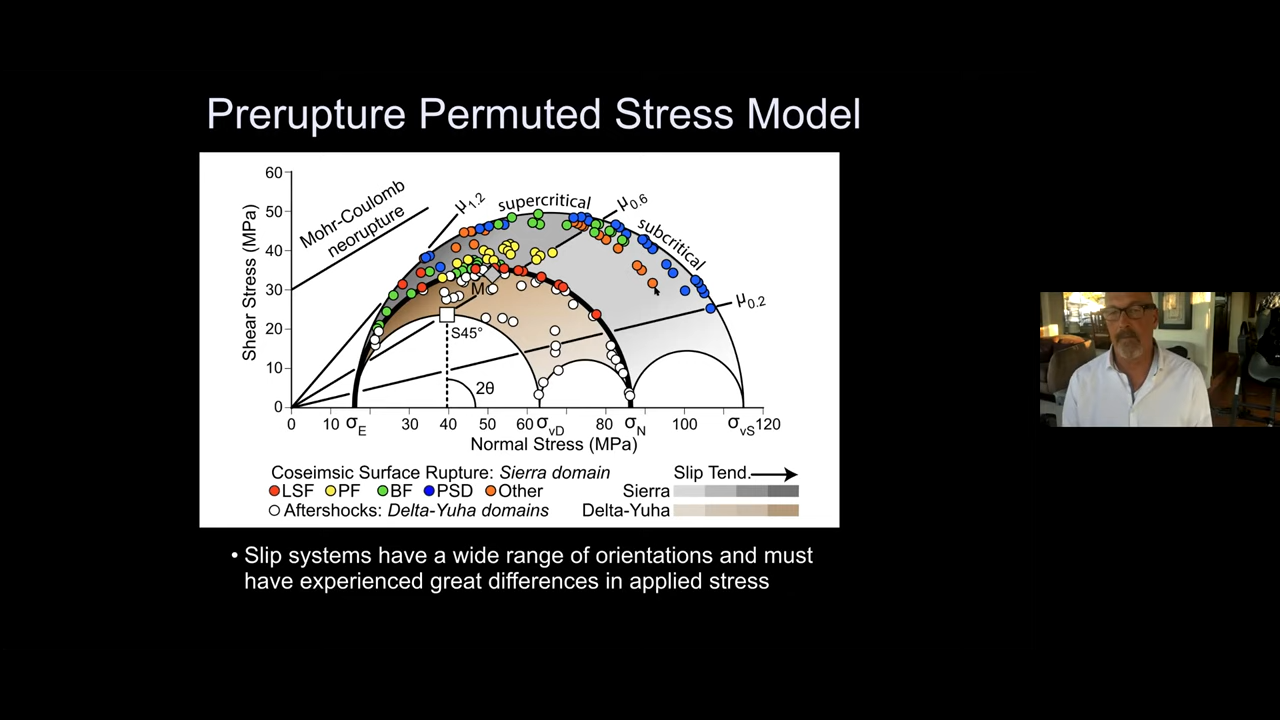 Prerupture Permuted Stress Model
60
50
40
30
20
10
0
Shear Stress (MPa)
Mohr-Coulomb
neorupture
μ1.2
supercritical
μ0.6
subcritical
μ0.2
M
S45°
2θ
0 10 σE 30 40 50 60 σvD 80 σN 100 σvS 120
Normal Stress (MPa)
Coseimsic Surface Rupture: Sierra domain
LSF PF BF PSD Other
Aftershocks: Delta-Yuha domains
Slip Tend.
Sierra
Delta-Yuha
• Slip systems have a wide range of orientations and must
have experienced great differences in applied stress